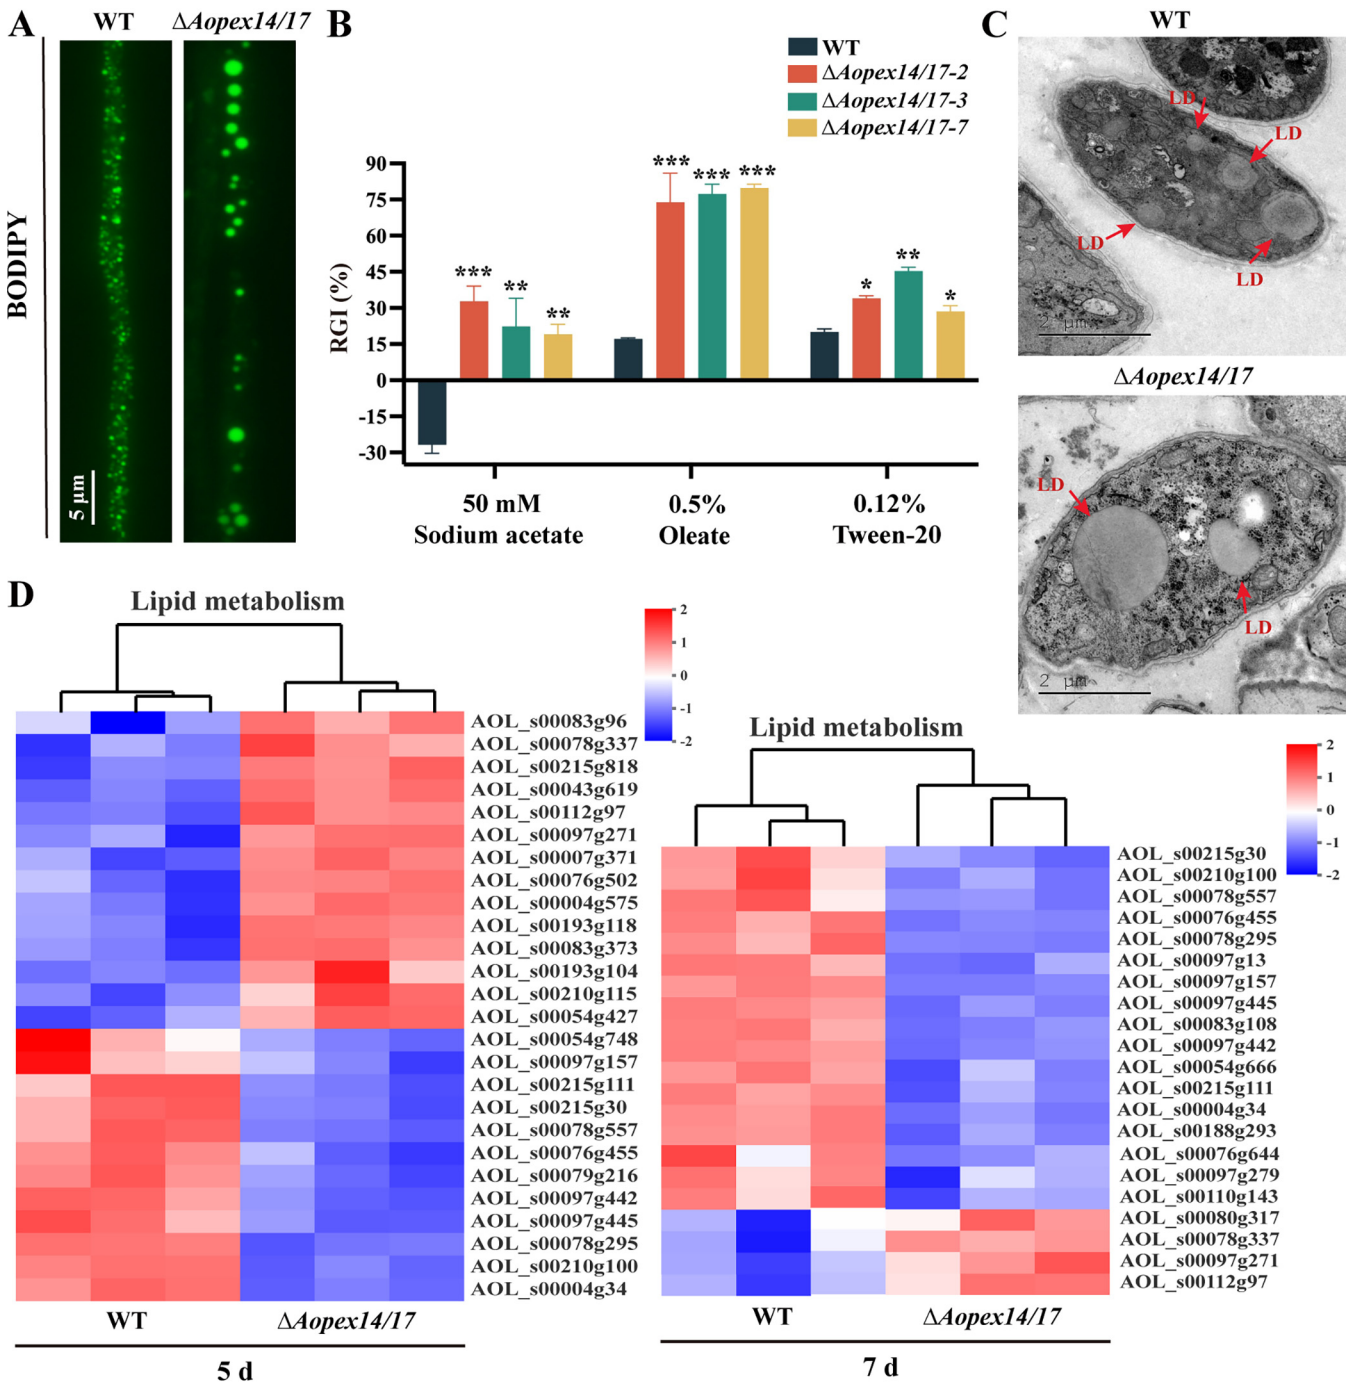 A
WT
ΔAopex14/17
BODIPY
5 μm
B
WT
ΔAopex14/17-2
ΔAopex14/17-3
ΔAopex14/17-7
RGI (%)
90
75
60
45
30
15
0
-15
-30
***
**
**
***
***
***
*
**
*
50 mM
Sodium acetate
0.5%
Oleate
0.12%
Tween-20
C
WT
LD
LD
LD
LD
2 μm
ΔAopex14/17
LD
LD
2 μm
D
Lipid metabolism
2
1
0
-1
-2
AOL_s00083g96
AOL_s00078g337
AOL_s00215g818
AOL_s00043g619
AOL_s00112g97
AOL_s00097g271
AOL_s00007g371
AOL_s00076g502
AOL_s00004g575
AOL_s00193g118
AOL_s00083g373
AOL_s00193g104
AOL_s00210g115
AOL_s00054g427
AOL_s00054g748
AOL_s00097g157
AOL_s00215g111
AOL_s00215g30
AOL_s00078g557
AOL_s00076g455
AOL_s00079g216
AOL_s00097g442
AOL_s00097g445
AOL_s00078g295
AOL_s00210g100
AOL_s00004g34
WT
ΔAopex14/17
5 d
Lipid metabolism
2
1
0
-1
-2
AOL_s00215g30
AOL_s00210g100
AOL_s00078g557
AOL_s00076g455
AOL_s00078g295
AOL_s00097g13
AOL_s00097g157
AOL_s00097g445
AOL_s00083g108
AOL_s00097g442
AOL_s00054g666
AOL_s00215g111
AOL_s00004g34
AOL_s00188g293
AOL_s00076g644
AOL_s00097g279
AOL_s00110g143
AOL_s00080g317
AOL_s00078g337
AOL_s00097g271
AOL_s00112g97
WT
ΔAopex14/17
7 d